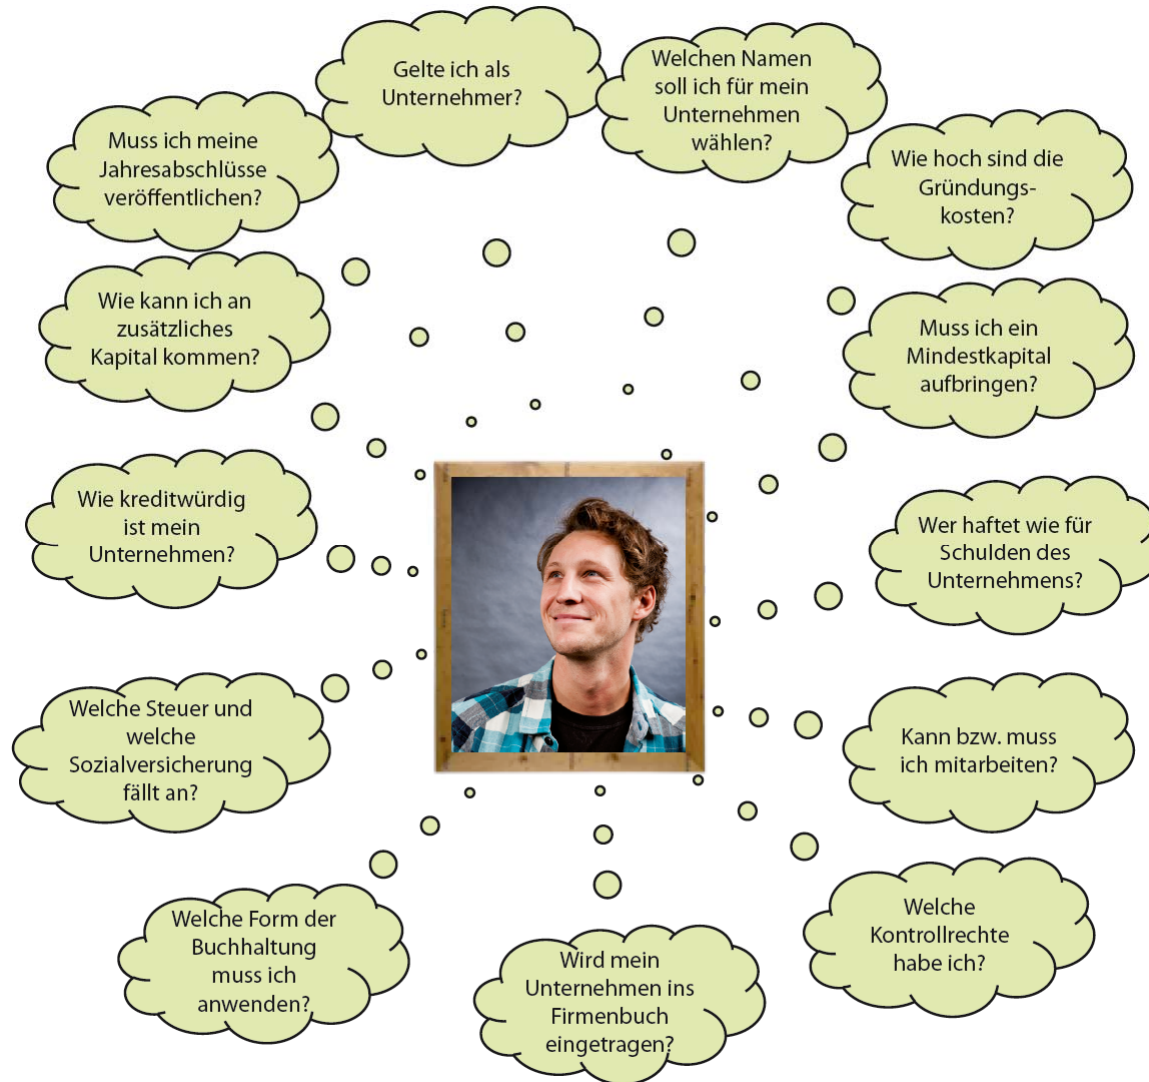 Gelte ich als
Unternehmer?
Welchen Namen
soll ich für mein
Unternehmen
wählen?
Wie hoch sind die
Gründungs-
kosten?
Muss ich ein
Mindestkapital
aufbringen?
Wer haftet wie für
Schulden des
Unternehmens?
Kann bzw. muss
ich mitarbeiten?
Welche
Kontrollrechte
habe ich?
Wird mein
Unternehmen ins
Firmenbuch
eingetragen?
Welche Form der
Buchhaltung
muss ich
anwenden?
Welche Steuer und
welche
Sozialversicherung
fällt an?
Wie kreditwürdig
ist mein
Unternehmen?
Wie kann ich an
zusätzliches
Kapital kommen?
Muss ich meine
Jahresabschlüsse
veröffentlichen?